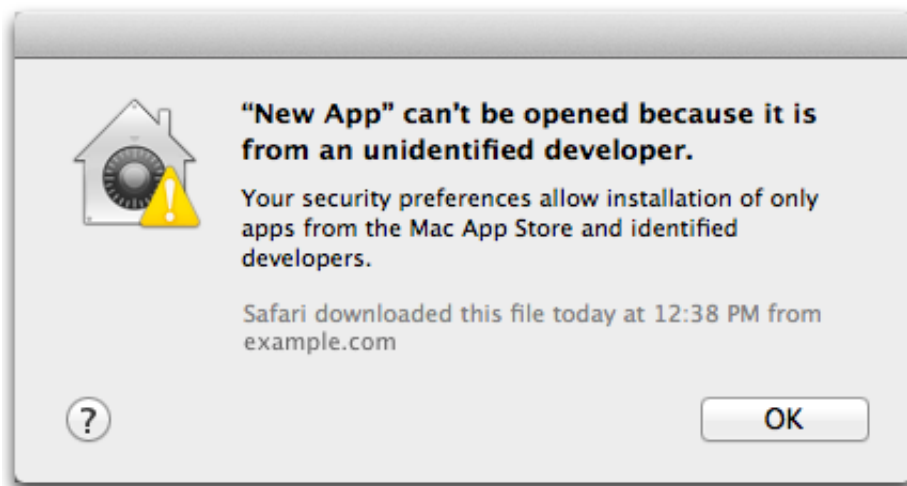 “New App” can't be opened because it is
from an unidentified developer.
Your security preferences allow installation of only
apps from the Mac App Store and identified
developers.
Safari downloaded this file today at 12:38 PM from
example.com
?
OK